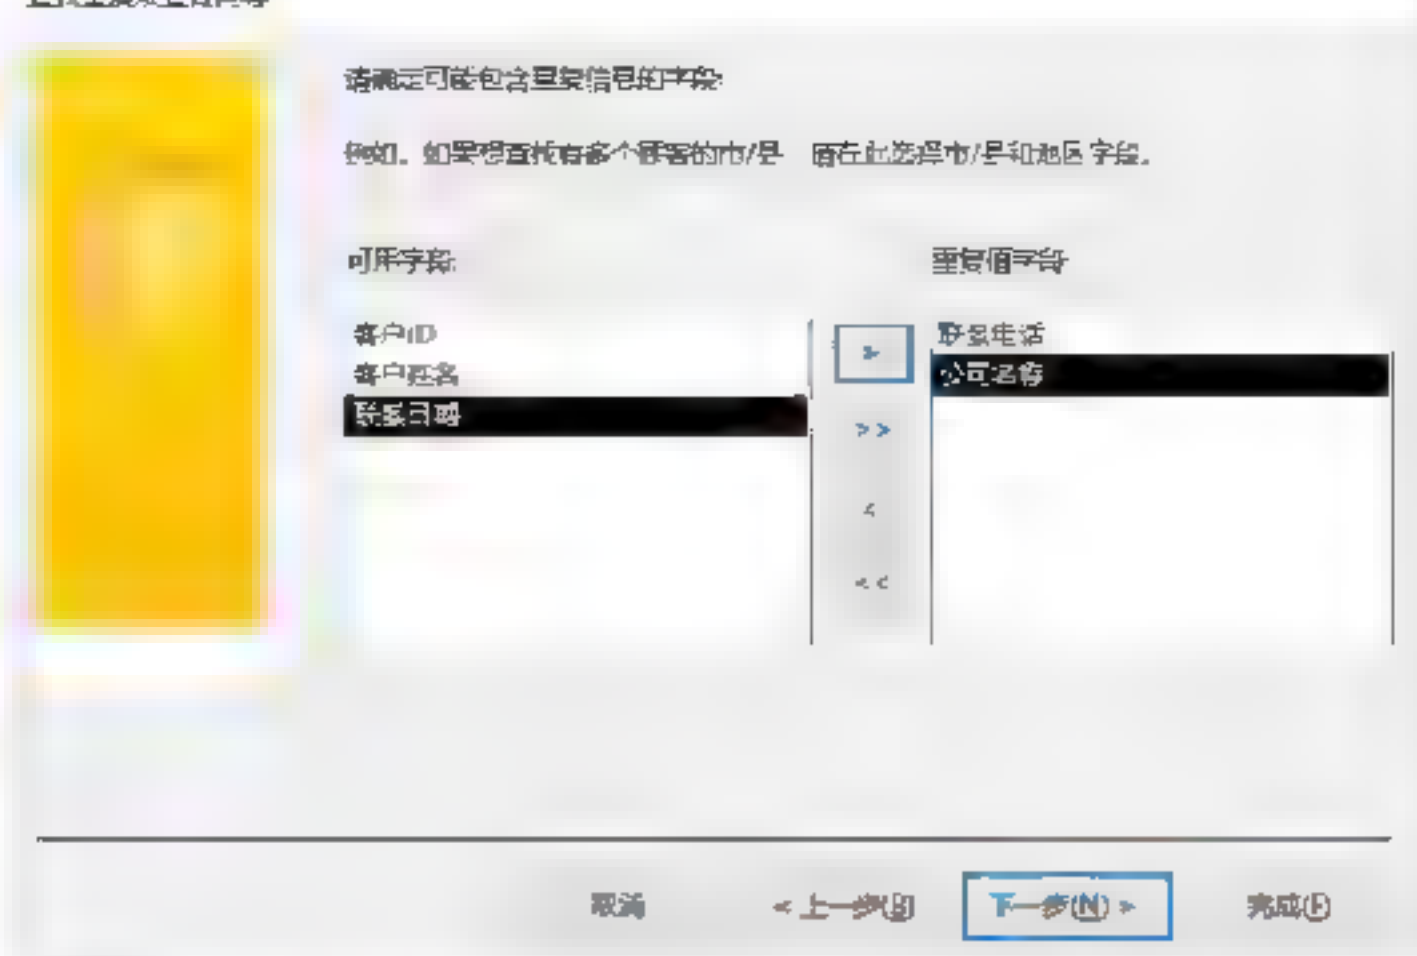 请确定可能包含重复信息的字段:
例如，如果想查找有多个顾客的市/县，请在此选择市/县和地区字段。
可用字段:
重复值字段:
客户ID
客户姓名
联系日期
联系电话
公司名称
>
>>
<
<<
取消
< 上一步(B)
下一步(N) >
完成(F)